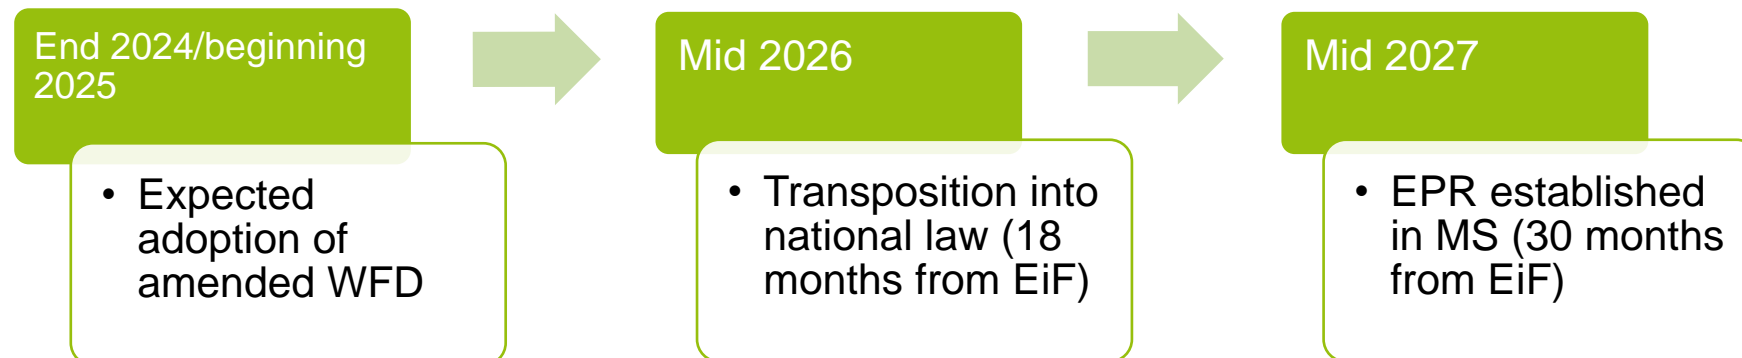 End 2024/beginning
2025
• Expected
adoption of
amended WFD
Mid 2026
• Transposition into
national law (18
months from EiF)
Mid 2027
• EPR established
in MS (30 months
from EiF)